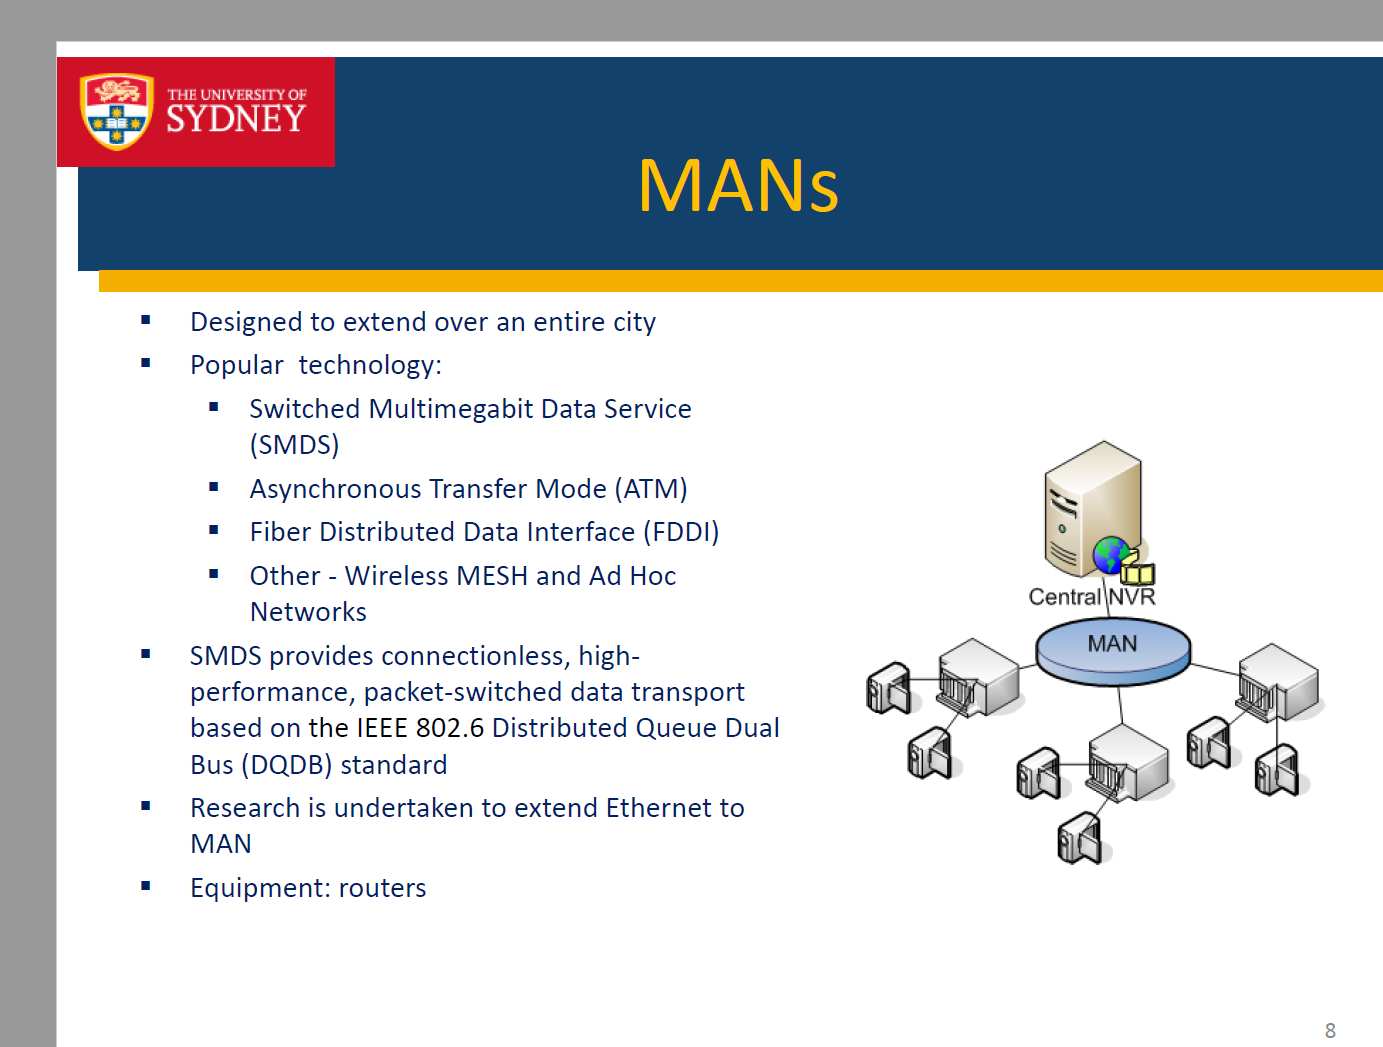 THE UNIVERSITY OF
SYDNEY
MANs
▪ Designed to extend over an entire city
▪ Popular technology:
▪ Switched Multimegabit Data Service
(SMDS)
▪ Asynchronous Transfer Mode (ATM)
▪ Fiber Distributed Data Interface (FDDI)
▪ Other - Wireless MESH and Ad Hoc
Networks
▪ SMDS provides connectionless, high-
performance, packet-switched data transport
based on the IEEE 802.6 Distributed Queue Dual
Bus (DQDB) standard
▪ Research is undertaken to extend Ethernet to
MAN
▪ Equipment: routers
Central NVR
MAN
8